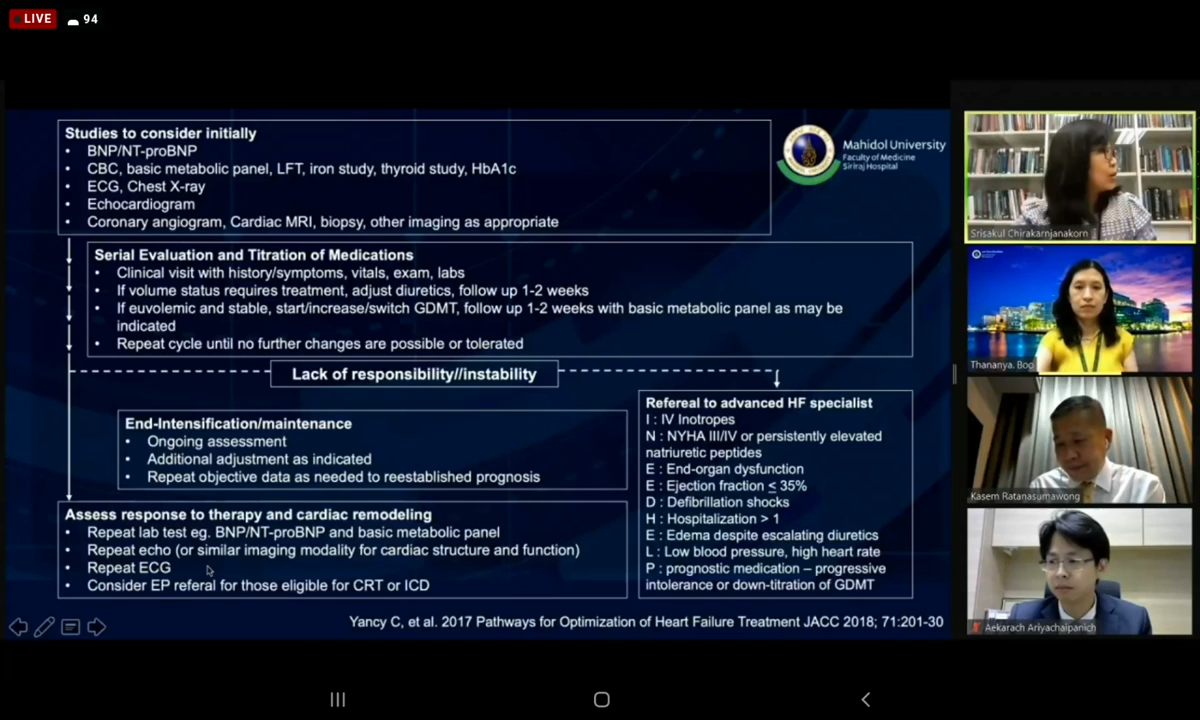 LIVE 94
Studies to consider initially
• BNP/NT-proBNP
• CBC, basic metabolic panel, LFT, iron study, thyroid study, HbA1c
• ECG, Chest X-ray
• Echocardiogram
• Coronary angiogram, Cardiac MRI, biopsy, other imaging as appropriate
Mahidol University
Faculty of Medicine
Siriraj Hospital
Serial Evaluation and Titration of Medications
• Clinical visit with history/symptoms, vitals, exam, labs
• If volume status requires treatment, adjust diuretics, follow up 1-2 weeks
• If euvolemic and stable, start/increase/switch GDMT, follow up 1-2 weeks with basic metabolic panel as may be
indicated
• Repeat cycle until no further changes are possible or tolerated
Lack of responsibility//instability
End-Intensification/maintenance
• Ongoing assessment
• Additional adjustment as indicated
• Repeat objective data as needed to reestablished prognosis
Assess response to therapy and cardiac remodeling
• Repeat lab test eg. BNP/NT-proBNP and basic metabolic panel
• Repeat echo (or similar imaging modality for cardiac structure and function)
• Repeat ECG
• Consider EP referal for those eligible for CRT or ICD
Refereal to advanced HF specialist
I : IV Inotropes
N : NYHA III/IV or persistently elevated
natriuretic peptides
E : End-organ dysfunction
E : Ejection fraction ≤ 35%
D : Defibrillation shocks
H : Hospitalization > 1
E : Edema despite escalating diuretics
L : Low blood pressure, high heart rate
P : prognostic medication – progressive
intolerance or down-titration of GDMT
Yancy C, et al. 2017 Pathways for Optimization of Heart Failure Treatment JACC 2018; 71:201-30
Srisakul Chirakarnjanakorn
Thananya. Bog
Kasem Ratanasumawong
Aekarach Ariyachaipanich